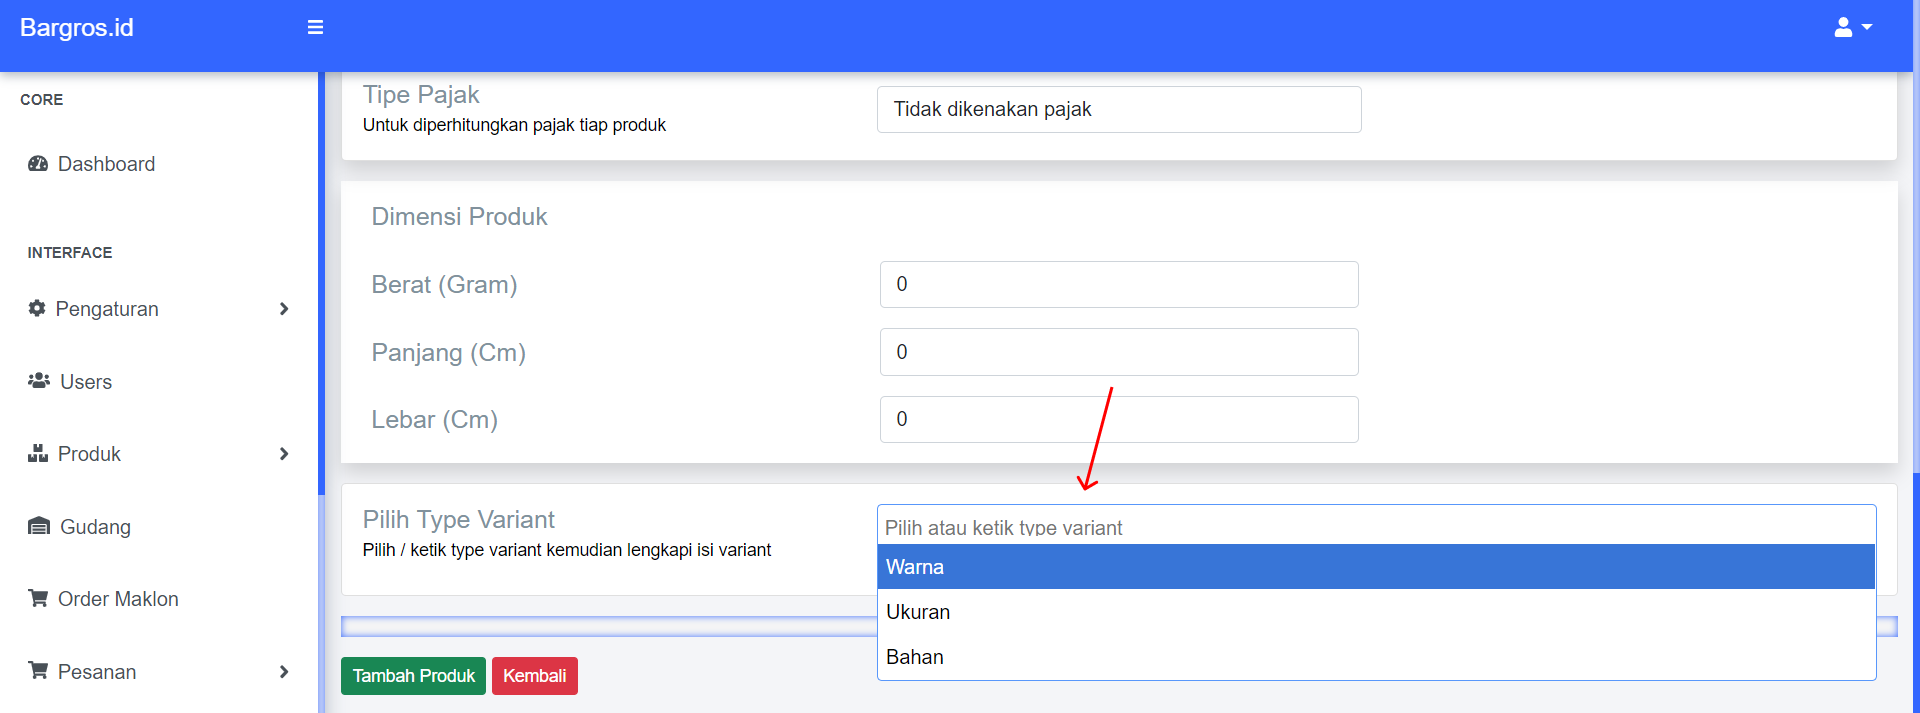 Bargros.id
CORE
Dashboard
INTERFACE
Pengaturan
Users
Produk
Gudang
Order Maklon
Pesanan
Tipe Pajak
Untuk diperhitungkan pajak tiap produk
Tidak dikenakan pajak
Dimensi Produk
Berat (Gram)
0
Panjang (Cm)
0
Lebar (Cm)
0
Pilih Type Variant
Pilih / ketik type variant kemudian lengkapi isi variant
Pilih atau ketik type variant
Warna
Ukuran
Bahan
Tambah Produk
Kembali